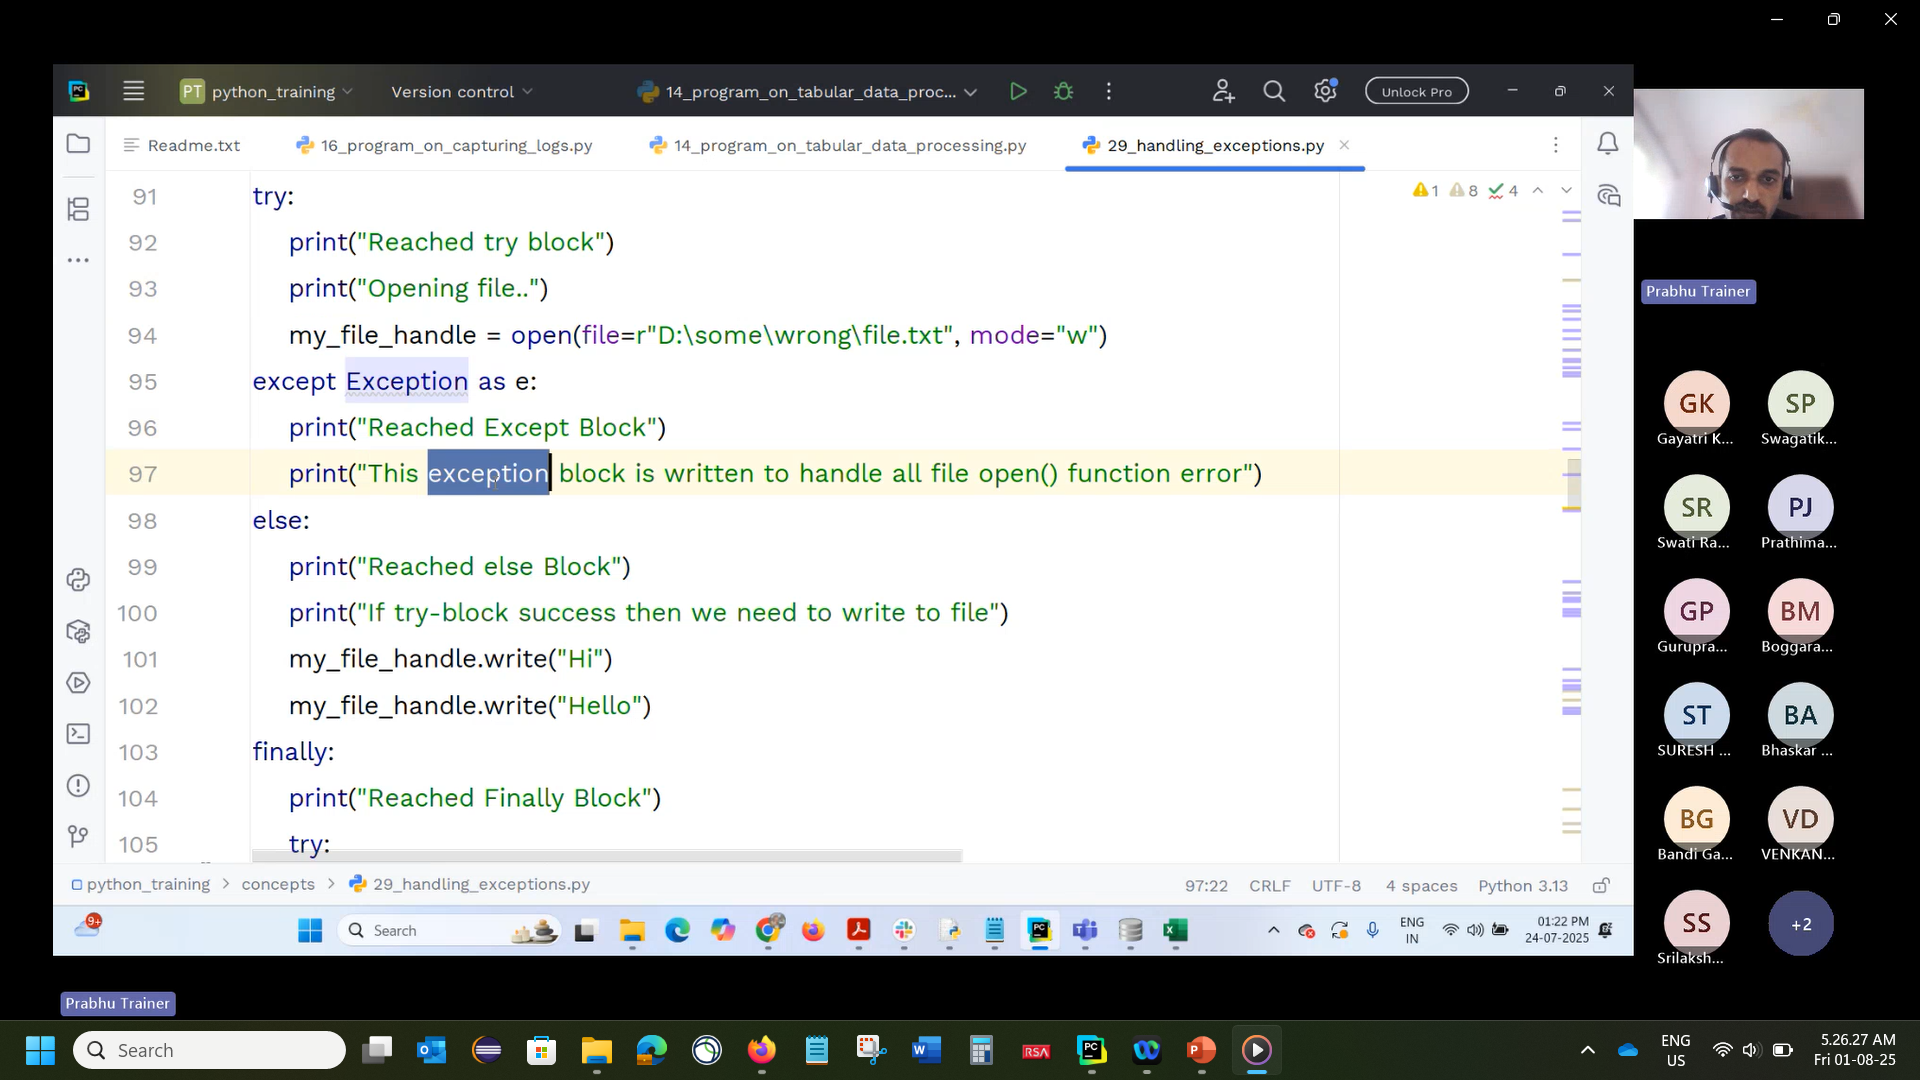 PC
PT python_training
Version control
14_program_on_tabular_data_proc...
Unlock Pro
Readme.txt
16_program_on_capturing_logs.py
14_program_on_tabular_data_processing.py
29_handling_exceptions.py
1 8 4
91 try:
92 print("Reached try block")
93 print("Opening file..")
94 my_file_handle = open(file=r"D:\some\wrong\file.txt", mode="w")
95 except Exception as e:
96 print("Reached Except Block")
97 print("This exception block is written to handle all file open() function error")
98 else:
99 print("Reached else Block")
100 print("If try-block success then we need to write to file")
101 my_file_handle.write("Hi")
102 my_file_handle.write("Hello")
103 finally:
104 print("Reached Finally Block")
105 try:
python_training > concepts > 29_handling_exceptions.py
97:22 CRLF UTF-8 4 spaces Python 3.13
9+
Search
ENG
IN
01:22 PM
24-07-2025
Prabhu Trainer
Prabhu Trainer
GK
Gayatri K...
SP
Swagatik...
SR
Swati Ra...
PJ
Prathima...
GP
Gurupra...
BM
Boggara...
ST
SURESH ...
BA
Bhaskar ...
BG
Bandi Ga...
VD
VENKAN...
SS
Srilaksh...
+2
Search
RSA
ENG
US
5.26.27 AM
Fri 01-08-25